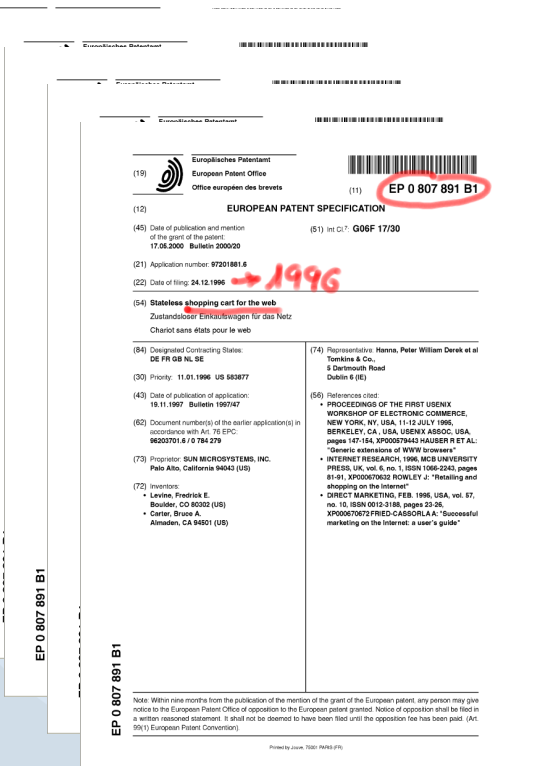 Europäisches Patentamt
Europäisches Patentamt
Europäisches Patentamt
(19)
Europäisches Patentamt
European Patent Office
Office européen des brevets
(11) EP 0 807 891 B1
(12) EUROPEAN PATENT SPECIFICATION
(45) Date of publication and mention
of the grant of the patent:
17.05.2000 Bulletin 2000/20
(51) Int Cl.7: G06F 17/30
(21) Application number: 97201881.6
(22) Date of filing: 24.12.1996
1996
(54) Stateless shopping cart for the web
Zustandsloser Einkaufswagen für das Netz
Chariot sans états pour le web
(84) Designated Contracting States:
DE FR GB NL SE
(30) Priority: 11.01.1996 US 583877
(43) Date of publication of application:
19.11.1997 Bulletin 1997/47
(62) Document number(s) of the earlier application(s) in
accordance with Art. 76 EPC:
96203701.6 / 0 784 279
(73) Proprietor: SUN MICROSYSTEMS, INC.
Palo Alto, California 94043 (US)
(72) Inventors:
• Levine, Fredrick E.
Boulder, CO 80302 (US)
• Carter, Bruce A.
Almaden, CA 94501 (US)
(74) Representative: Hanna, Peter William Derek et al
Tomkins & Co.,
5 Dartmouth Road
Dublin 6 (IE)
(56) References cited:
• PROCEEDINGS OF THE FIRST USENIX
WORKSHOP OF ELECTRONIC COMMERCE,
NEW YORK, NY, USA, 11-12 JULY 1995,
BERKELEY, CA , USA, USENIX ASSOC, USA,
pages 147-154, XP000579443 HAUSER R ET AL:
"Generic extensions of WWW browsers"
• INTERNET RESEARCH, 1996, MCB UNIVERSITY
PRESS, UK, vol. 6, no. 1, ISSN 1066-2243, pages
81-91, XP000670632 ROWLEY J: "Retailing and
shopping on the Internet"
• DIRECT MARKETING, FEB. 1995, USA, vol. 57,
no. 10, ISSN 0012-3188, pages 23-26,
XP000670672 FRIED-CASSORLA A: "Successful
marketing on the Internet: a user's guide"
EP 0 807 891 B1
EP 0 807 891 B1
Note: Within nine months from the publication of the mention of the grant of the European patent, any person may give
notice to the European Patent Office of opposition to the European patent granted. Notice of opposition shall be filed in
a written reasoned statement. It shall not be deemed to have been filed until the opposition fee has been paid. (Art.
99(1) European Patent Convention).
Printed by Jouve, 75001 PARIS (FR)